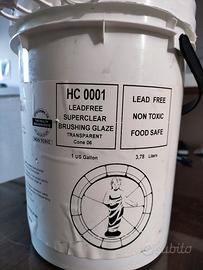 HC 0001
LEADFREE
SUPERCLEAR
BRUSHING GLAZE
TRANSPARENT
Cone 06
LEAD FREE
NON TOXIC
FOOD SAFE
1 US Gallon
3,78 Liters
subito